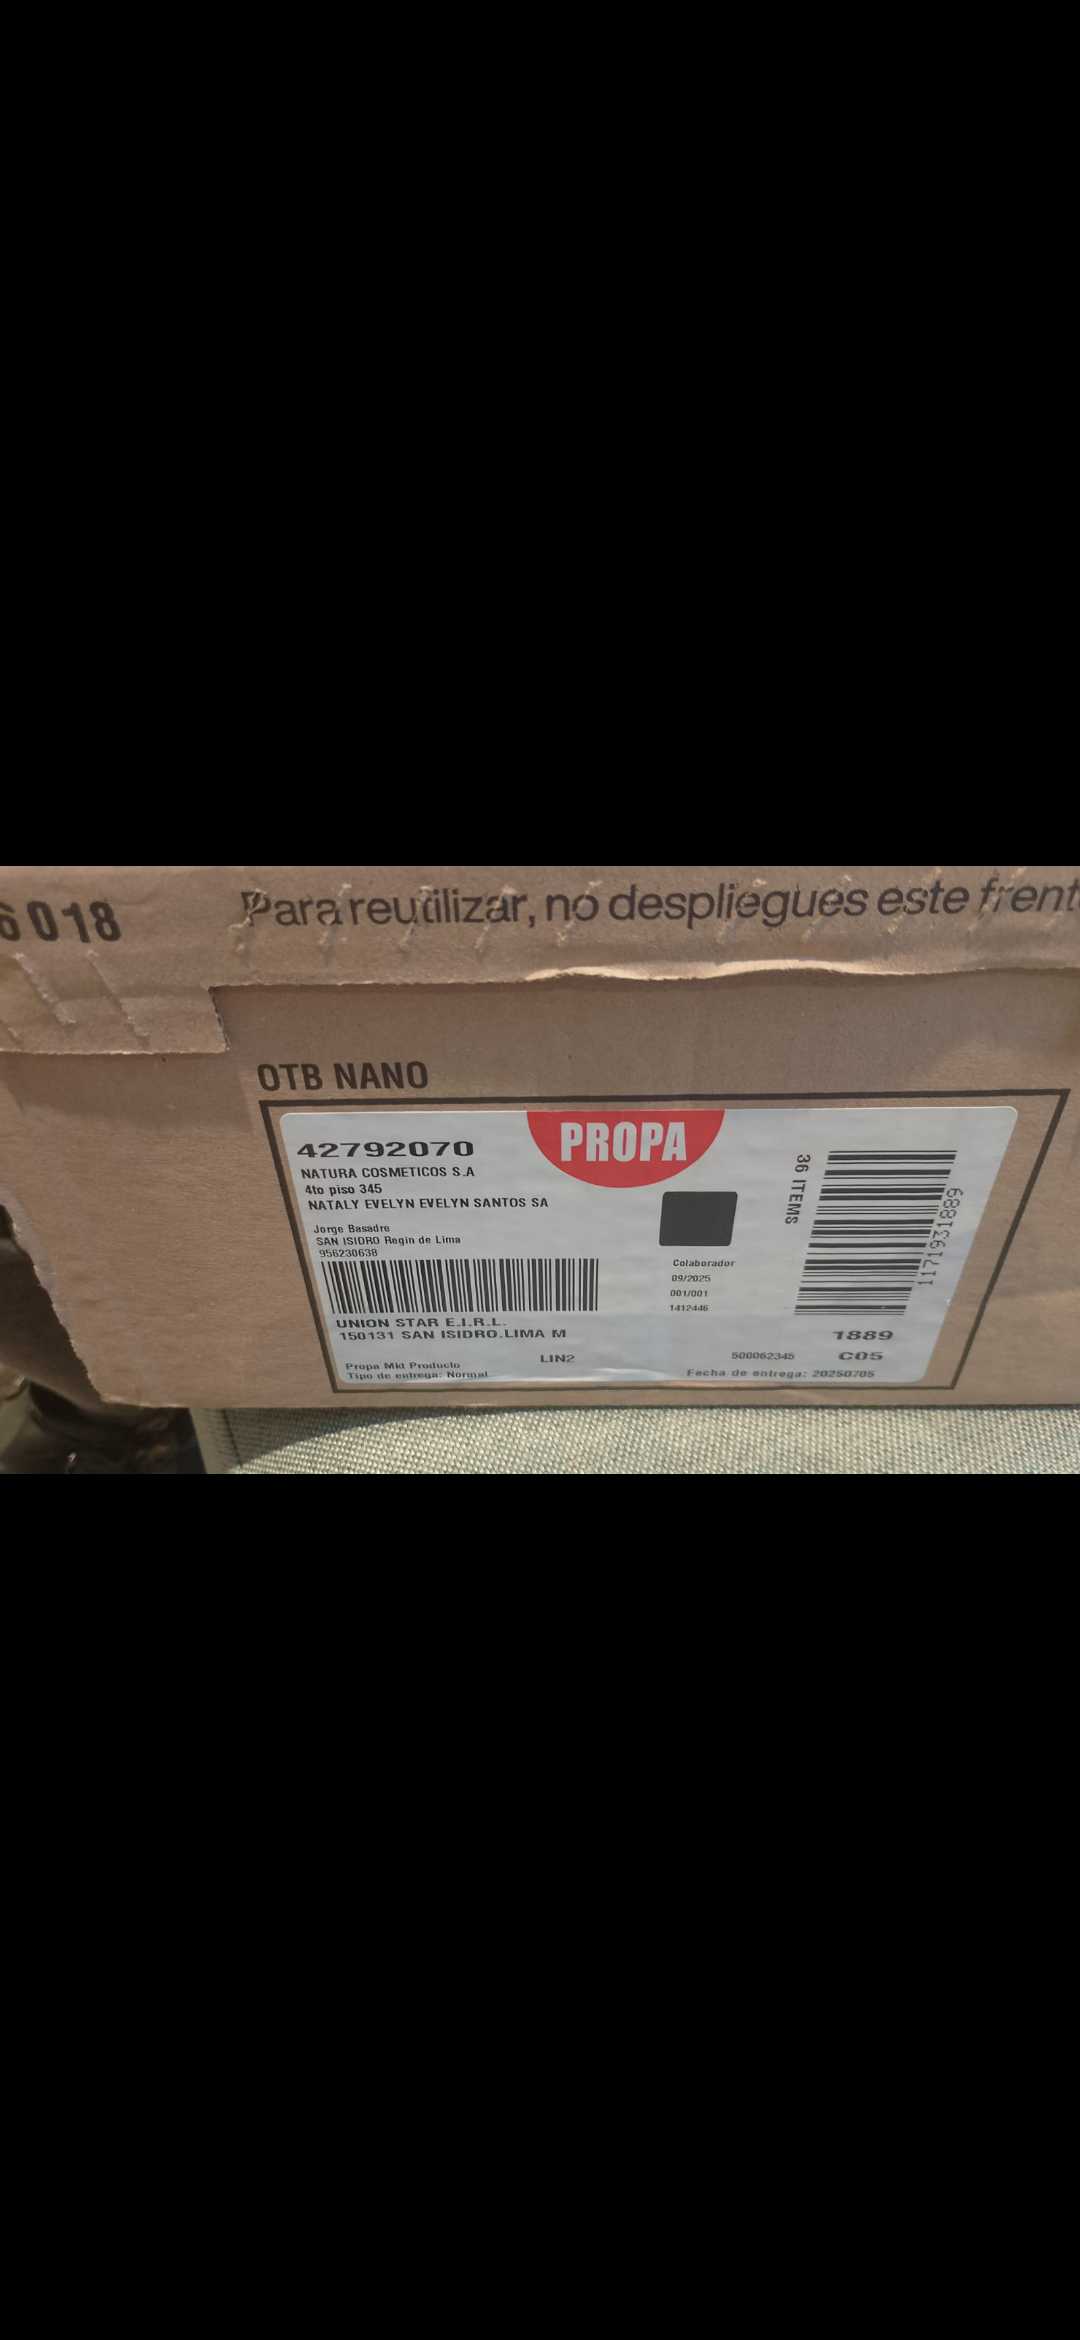 6 018
Para reutilizar, no despliegues este frent
OTB NANO
PROPA
42792070
NATURA COSMETICOS S.A
4to piso 345
NATALY EVELYN EVELYN SANTOS SA
Jorge Basadre
SAN ISIDRO Regin de Lima
956230638
UNION STAR E.I.R.L.
150131 SAN ISIDRO.LIMA M
Propa Mkt Producto
Tipo de entrega: Normal
LIN2
Colaborador
09/2025
001/001
1412446
36 ITEMS
1171931889
1889
500062345
C05
Fecha de entrega: 20250705